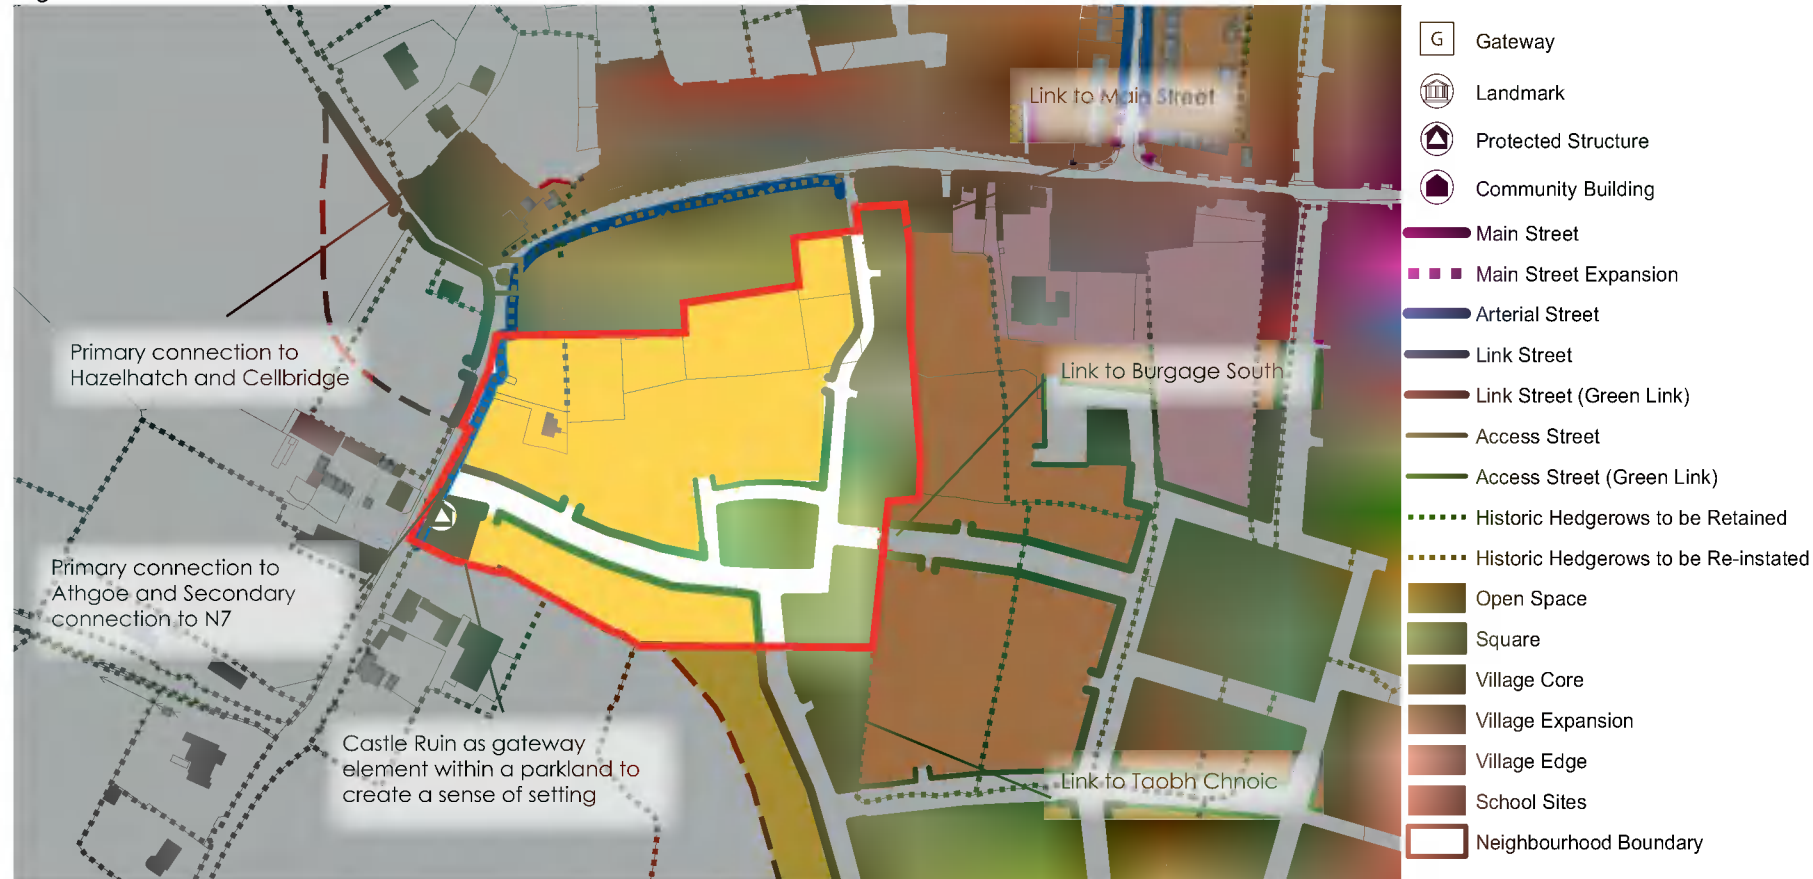 Link to Main Street
Primary connection to
Hazelhatch and Cellbridge
Link to Burgage South
Primary connection to
Athgoe and Secondary
connection to N7
Castle Ruin as gateway
element within a parkland to
create a sense of setting
Link to Taobh Chnoic
G Gateway
Landmark
Protected Structure
Community Building
Main Street
Main Street Expansion
Arterial Street
Link Street
Link Street (Green Link)
Access Street
Access Street (Green Link)
Historic Hedgerows to be Retained
Historic Hedgerows to be Re-instated
Open Space
Square
Village Core
Village Expansion
Village Edge
School Sites
Neighbourhood Boundary